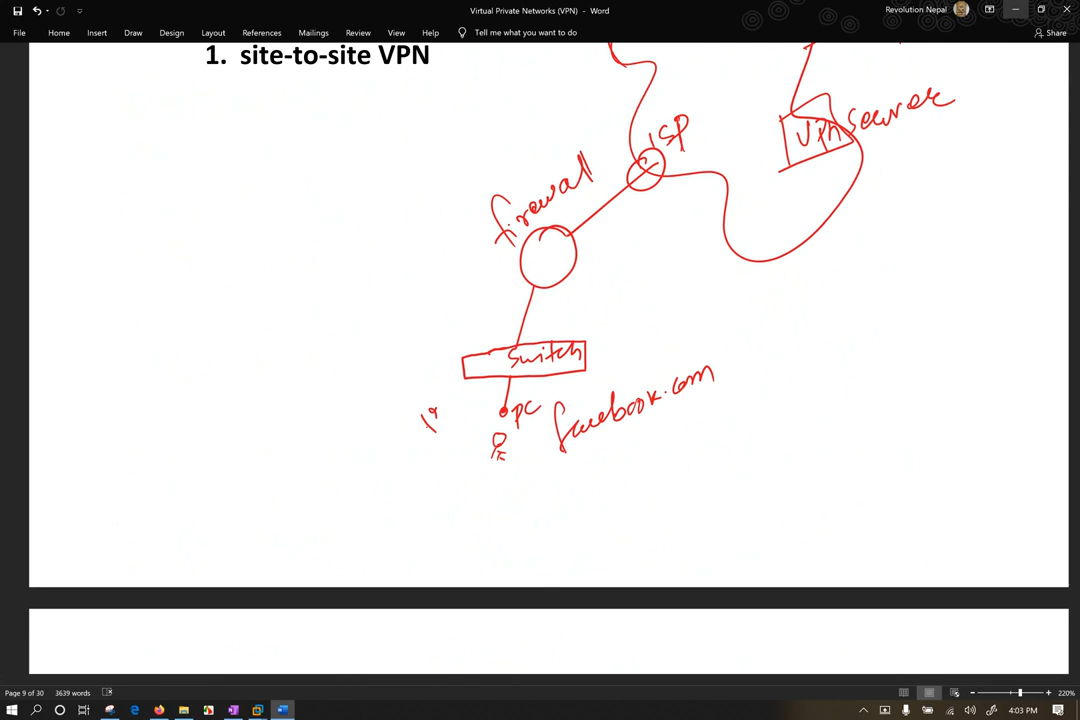 Virtual Private Networks (VPN) - Word
Revolution Nepal
File Home Insert Draw Design Layout References Mailings Review View Help Tell me what you want to do
Share
1. site-to-site VPN
ISP
Vpn Server
firewall
Switch
PC
facebook.com
Page 9 of 30 3639 words
220%
4:03 PM